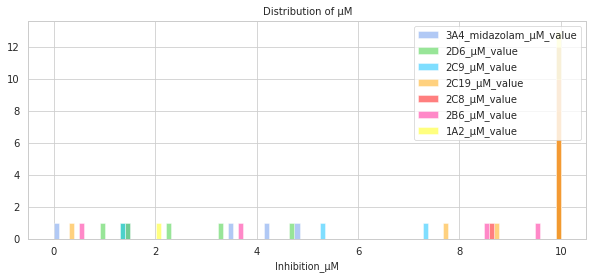 Distribution of μM
3A4_midazolam_μM_value
2D6_μM_value
2C9_μM_value
2C19_μM_value
2C8_μM_value
2B6_μM_value
1A2_μM_value
12
10
8
6
4
2
0
0 2 4 6 8 10
Inhibition_μM